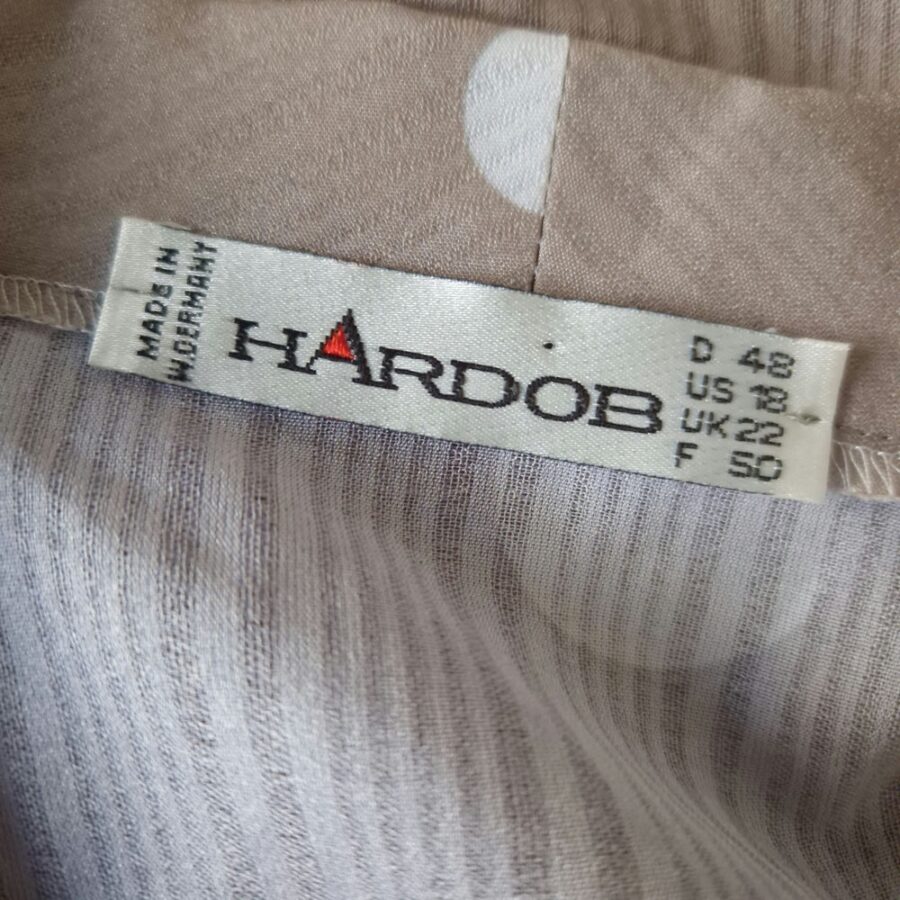 MADE IN
W.GERMANY
HARDOB
D 48
US 18
UK 22
F 50